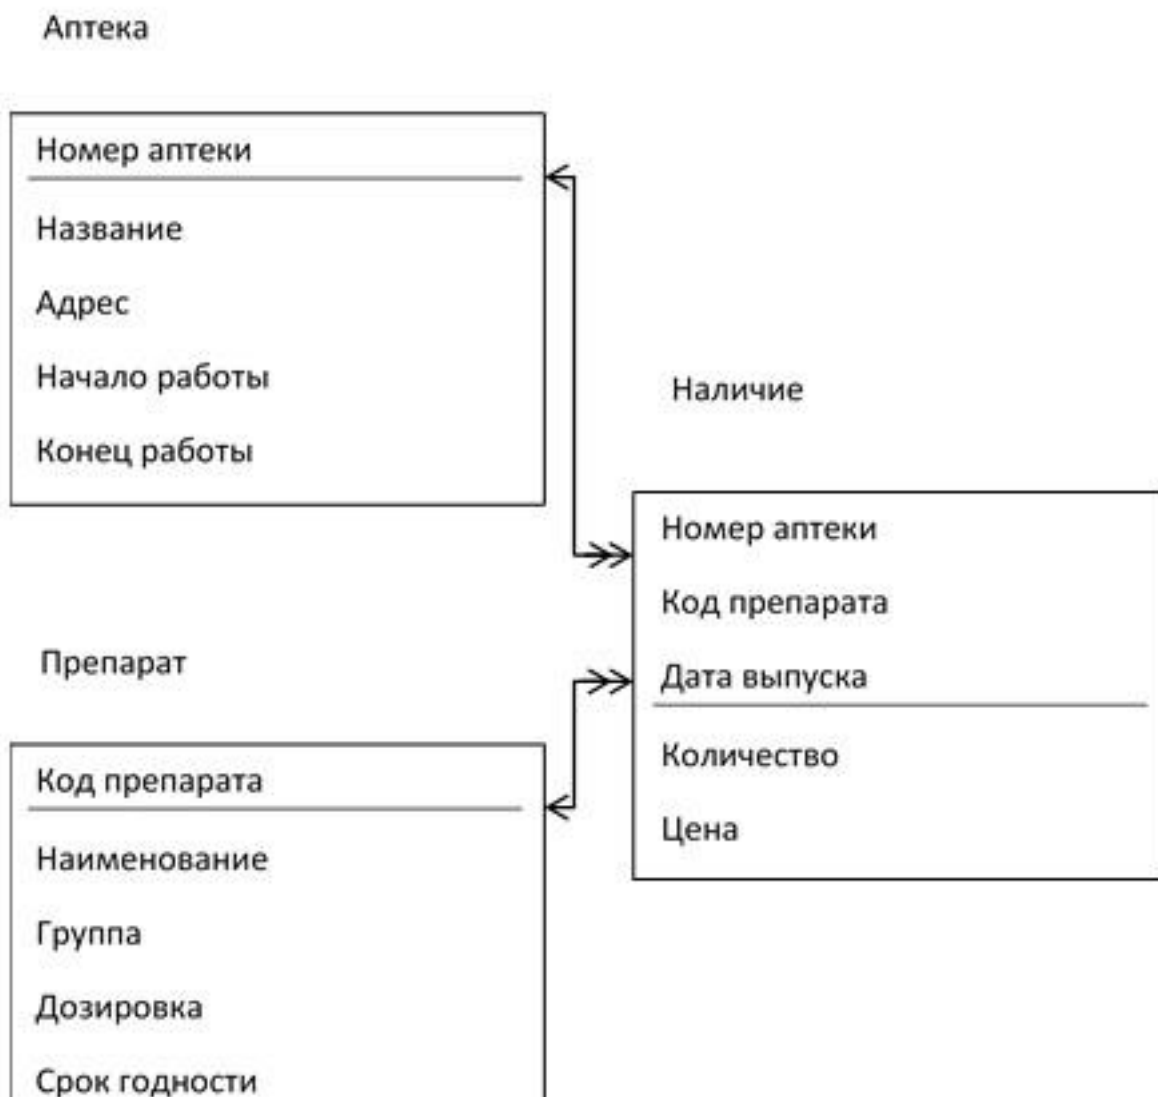 Аптека
Номер аптеки
Название
Адрес
Начало работы
Конец работы
Наличие
Номер аптеки
Код препарата
Дата выпуска
Количество
Цена
Препарат
Код препарата
Наименование
Группа
Дозировка
Срок годности